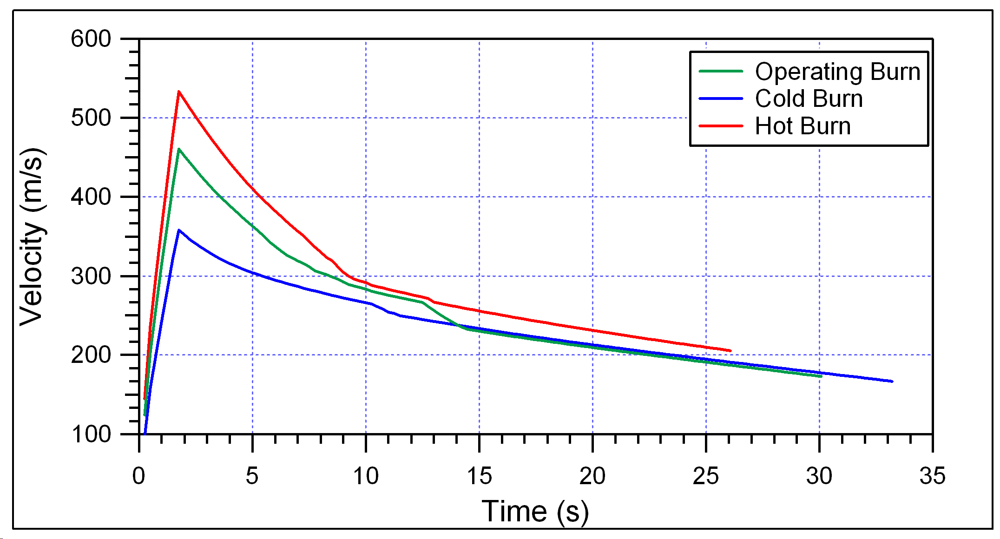 600
500
400
300
200
100
Velocity (m/s)
Operating Burn
Cold Burn
Hot Burn
0 5 10 15 20 25 30 35
Time (s)